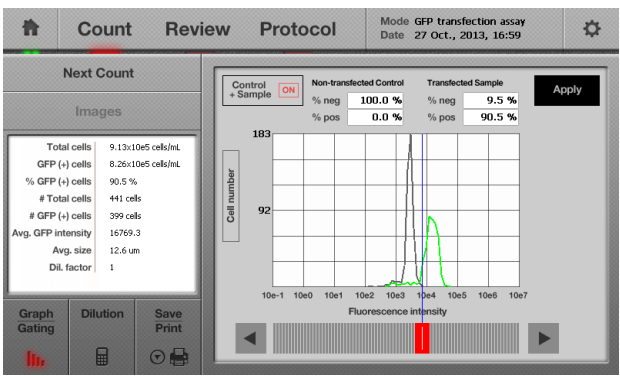 Count Review Protocol
Mode GFP transfection assay
Date 27 Oct., 2013, 16:59
Next Count
Images
Total cells 9.13x10e5 cells/mL
GFP (+) cells 8.26x10e5 cells/mL
% GFP (+) cells 90.5 %
# Total cells 441 cells
# GFP (+) cells 399 cells
Avg. GFP intensity 16769.3
Avg. size 12.6 um
Dil. factor 1
Graph
Gating
Dilution
Save
Print
Control
+ Sample
ON
Non-transfected Control Transfected Sample
% neg 100.0 % % neg 9.5 %
% pos 0.0 % % pos 90.5 %
Apply
183
92
Cell number
10e-1 10e0 10e1 10e2 10e3 10e4 10e5 10e6 10e7
Fluorescence intensity